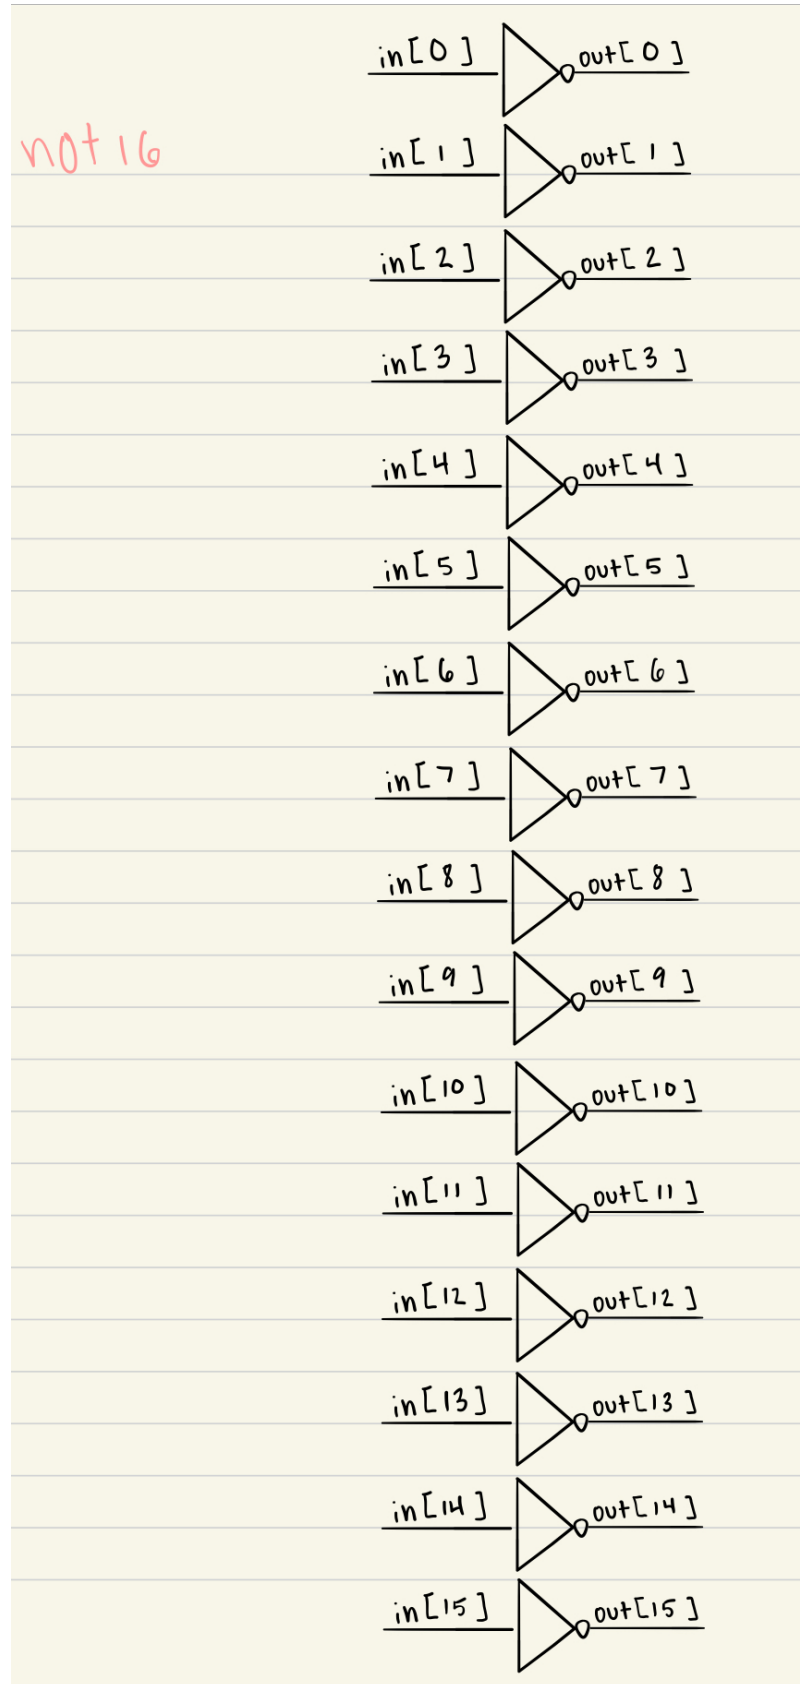 in[0] out[0]
not 16
in[1] out[1]
in[2] out[2]
in[3] out[3]
in[4] out[4]
in[5] out[5]
in[6] out[6]
in[7] out[7]
in[8] out[8]
in[9] out[9]
in[10] out[10]
in[11] out[11]
in[12] out[12]
in[13] out[13]
in[14] out[14]
in[15] out[15]